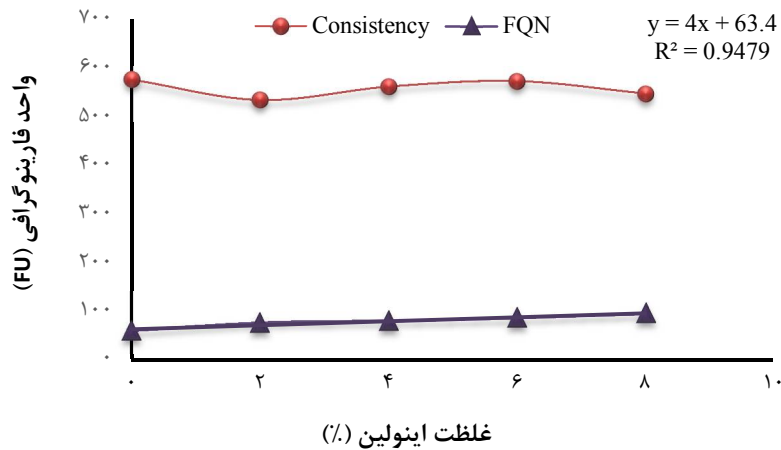 Consistency FQN
y = 4x + 63.4
R² = 0.9479
واحد فارینوگرافی (FU)
۷۰۰
۶۰۰
۵۰۰
۴۰۰
۳۰۰
۲۰۰
۱۰۰
۰
۰ ۲ ۴ ۶ ۸ ۱۰
غلظت اینولین (٪)